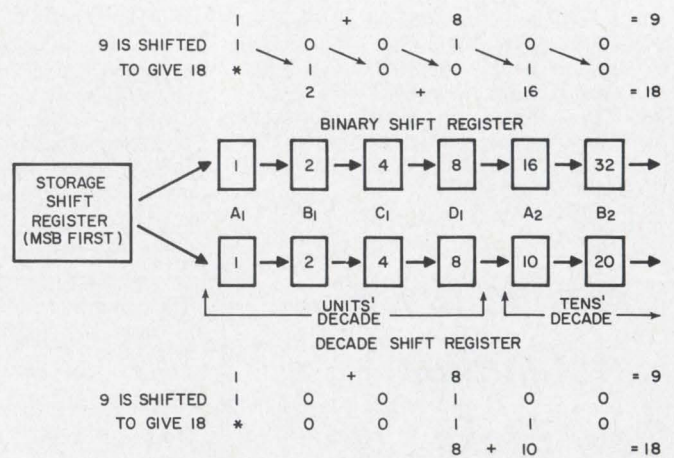 1 + 8 = 9
9 IS SHIFTED 1 0 0 1 0 0
TO GIVE 18 * 1 0 0 1 0
2 + 16 = 18
BINARY SHIFT REGISTER
STORAGE
SHIFT
REGISTER
(MSB FIRST)
1 2 4 8 16 32
A1 B1 C1 D1 A2 B2
1 2 4 8 10 20
UNITS'
DECADE
TENS'
DECADE
DECADE SHIFT REGISTER
1 + 8 = 9
9 IS SHIFTED 1 0 0 1 0 0
TO GIVE 18 * 0 0 1 1 0
8 + 10 = 18